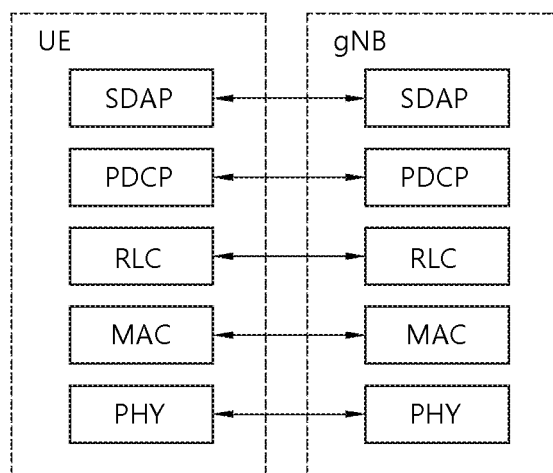 UE gNB
SDAP SDAP
PDCP PDCP
RLC RLC
MAC MAC
PHY PHY